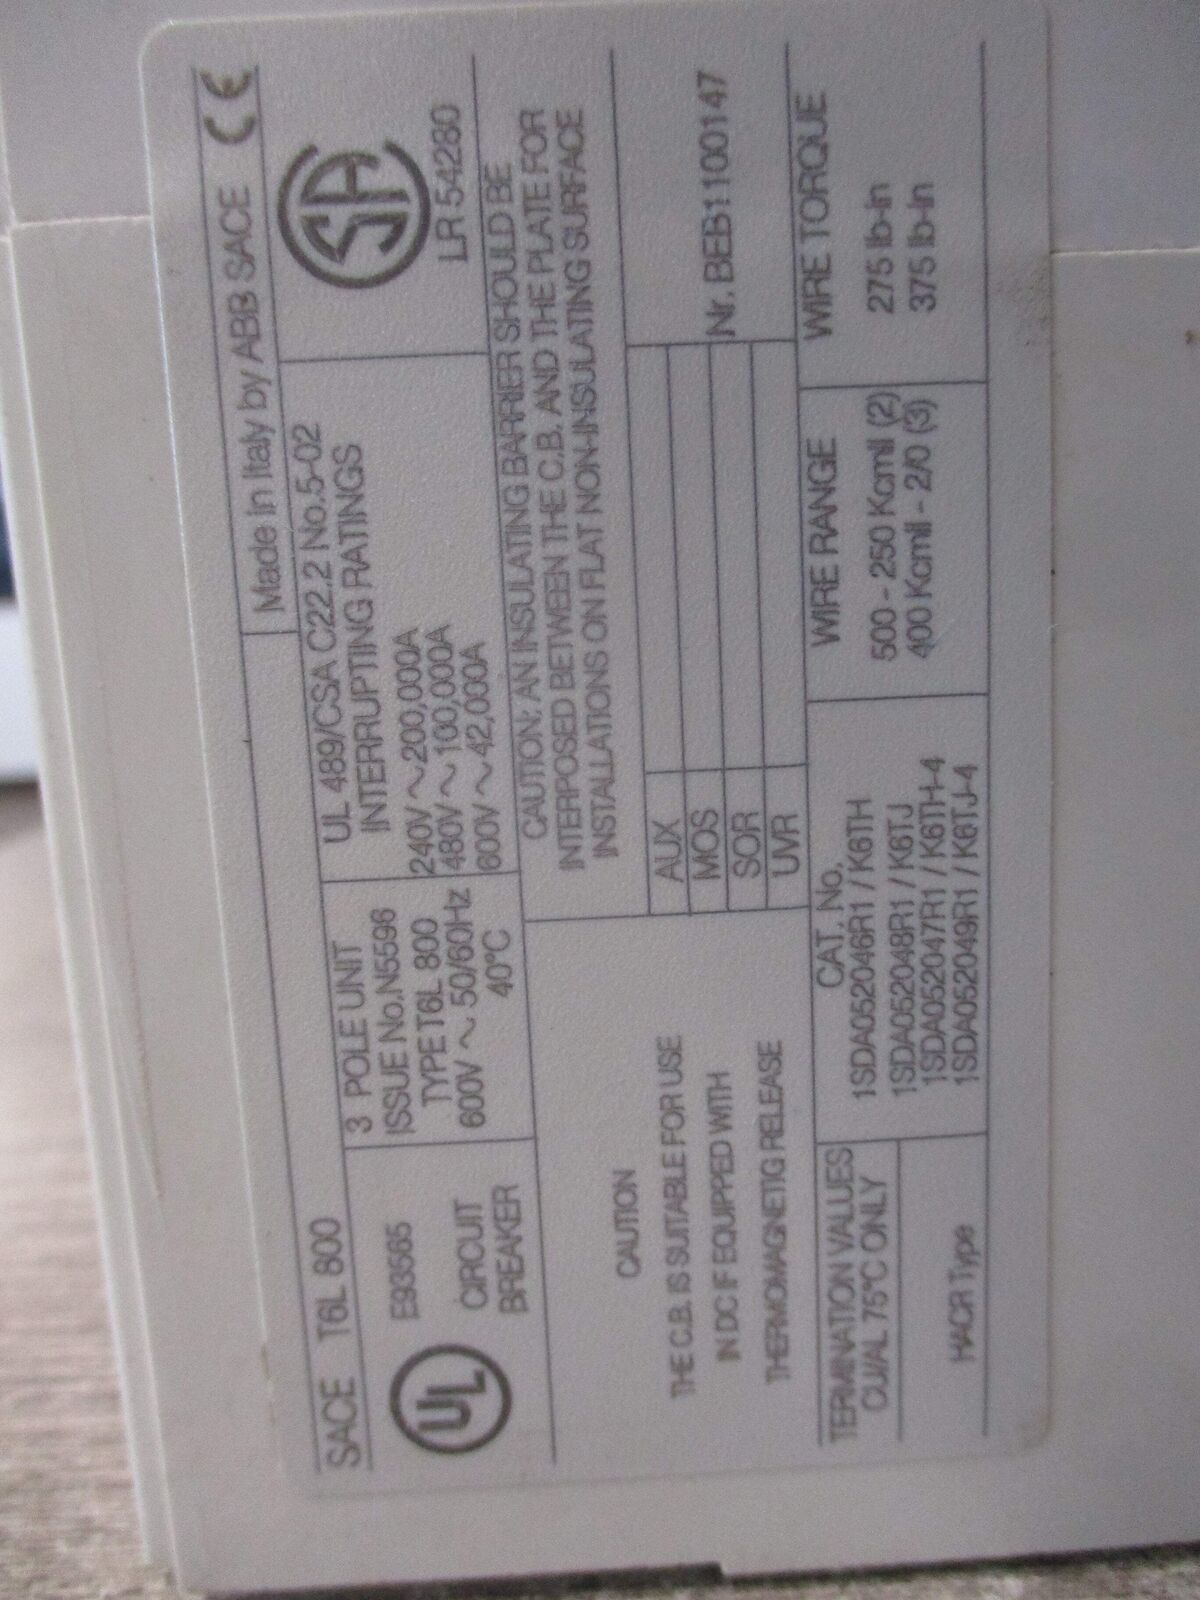 SACE T6L 800
Made in Italy by ABB SACE CE
UL
E93565
CIRCUIT
BREAKER
3 POLE UNIT
ISSUE No.N5596
TYPE T6L 800
600V ~ 50/60Hz
40°C
UL 489/CSA C22.2 No.5-02
INTERRUPTING RATINGS
240V ~200,000A
480V ~ 100,000A
600V ~ 42,000A
SA
LR 54280
CAUTION
THE C.B. IS SUITABLE FOR USE
IN DC IF EQUIPPED WITH
THERMOMAGNETIG RELEASE
CAUTION: AN INSULATING BARRIER SHOULD BE
INTERPOSED BETWEEN THE C.B. AND THE PLATE FOR
INSTALLATIONS ON FLAT NON-INSULATING SURFACE
AUX
MOS
SOR
UVR
Nr. BEB1100147
TERMINATION VALUES
CU/AL 75°C ONLY
HACR Type
CAT. No.
1SDA052046R1 / K6TH
1SDA052048R1 / K6TJ
1SDA052047R1 / K6TH-4
1SDA052049R1 / K6TJ-4
WIRE RANGE
500 - 250 Kcmil (2)
400 Kcmil - 2/0 (3)
WIRE TORQUE
275 lb-in
375 lb-in